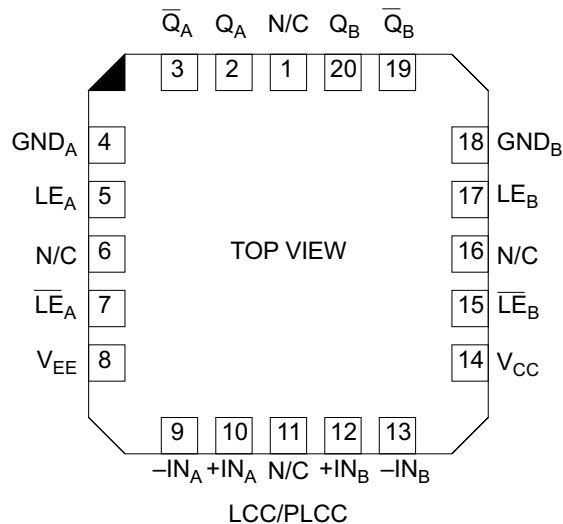 Q̅A QA N/C QB Q̅B
3 2 1 20 19
GNDA 4 18 GNDB
LEA 5 17 LEB
N/C 6 TOP VIEW 16 N/C
L̅E̅A 7 15 L̅E̅B
VEE 8 14 VCC
9 10 11 12 13
–INA +INA N/C +INB –INB
LCC/PLCC